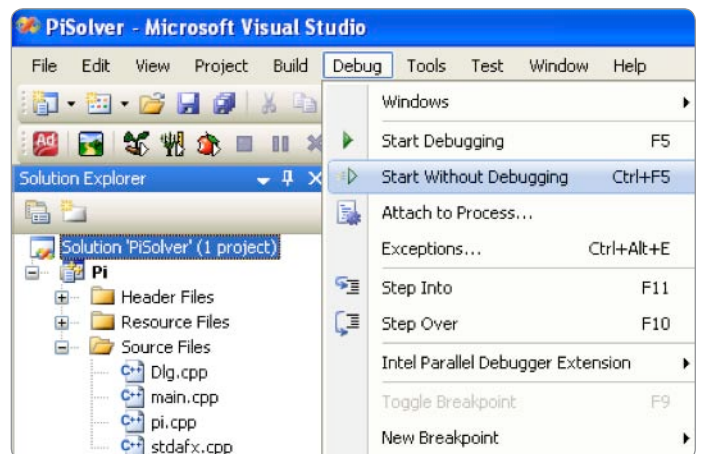 PiSolver - Microsoft Visual Studio
File Edit View Project Build Debug Tools Test Window Help
Ad
Solution Explorer
Solution 'PiSolver' (1 project)
Pi
Header Files
Resource Files
Source Files
Dlg.cpp
main.cpp
pi.cpp
stdafx.cpp
Windows
Start Debugging F5
Start Without Debugging Ctrl+F5
Attach to Process...
Exceptions... Ctrl+Alt+E
Step Into F11
Step Over F10
Intel Parallel Debugger Extension
Toggle Breakpoint F9
New Breakpoint